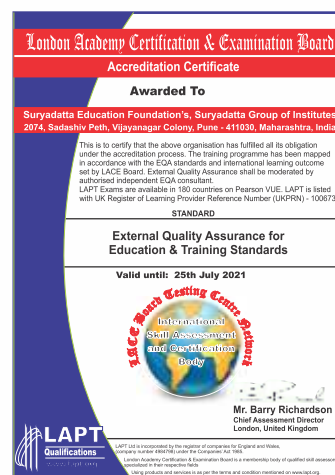 London Academy Certification & Examination Board
Accreditation Certificate
Awarded To
Suryadatta Education Foundation's, Suryadatta Group of Institutes
2074, Sadashiv Peth, Vijayanagar Colony, Pune - 411030, Maharashtra, India
This is to certify that the above organisation has fulfilled all its obligation
under the accreditation process. The training programme has been mapped
in accordance with the EQA standards and international learning outcome
set by LACE Board. External Quality Assurance shall be moderated by
authorised independent EQA consultant.
LAPT Exams are available in 180 countries on Pearson VUE. LAPT is listed
with UK Register of Learning Provider Reference Number (UKPRN) - 100673
STANDARD
External Quality Assurance for
Education & Training Standards
Valid until: 25th July 2021
LACE Board Testing Centre Network
International
Skill Assessment
and Certification
Body
Mr. Barry Richardson
Chief Assessment Director
London, United Kingdom
LAPT
Qualifications
www.lapt.org
LAPT Ltd is incorporated by the registrar of companies for England and Wales,
(company number 4984798) under the Companies Act 1985.
London Academy Certification & Examination Board is a membership body of qualified skill assessors
specialized in their respective fields
Using products and services is as per the terms and condition mentioned on www.lapt.org